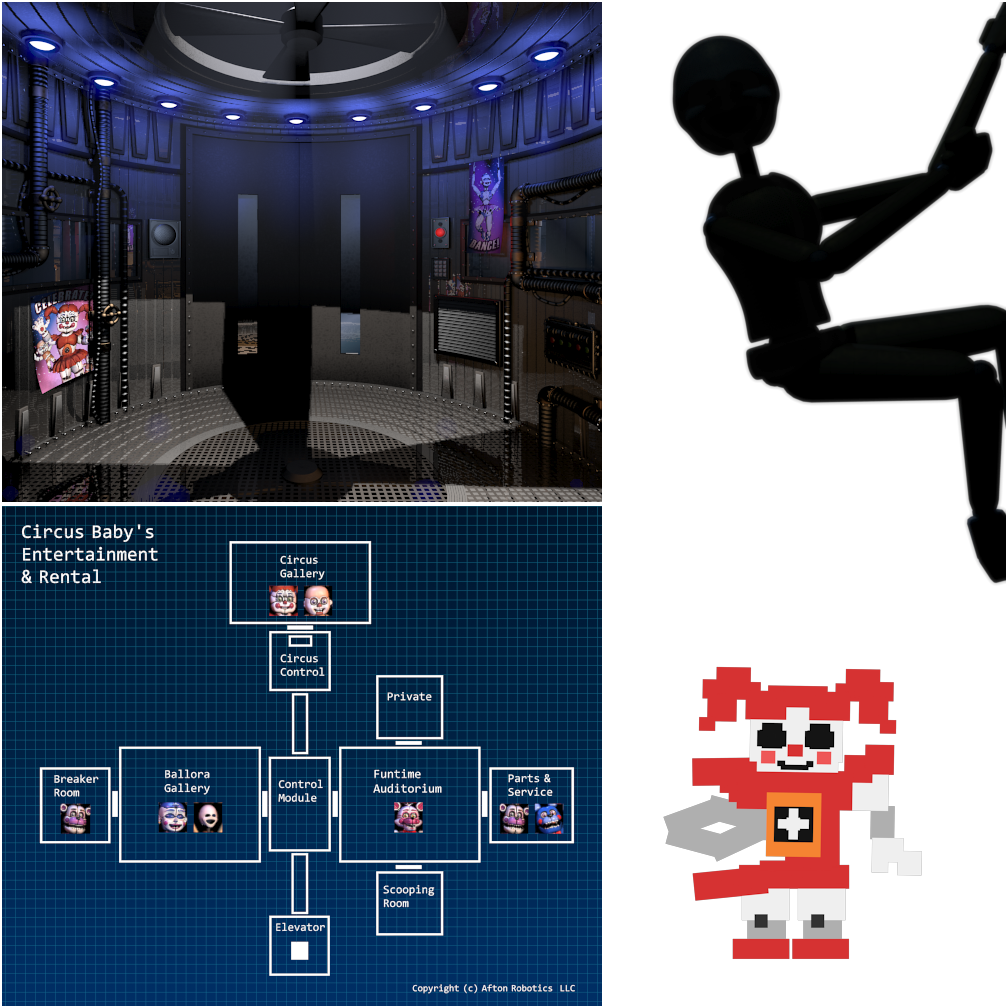 CELEBRATE!
DANCE!
Circus Baby's
Entertainment
& Rental
Circus
Gallery
Circus
Control
Private
Breaker
Room
Ballora
Gallery
Control
Module
Funtime
Auditorium
Parts &
Service
Scooping
Room
Elevator
Copyright (c) Afton Robotics LLC